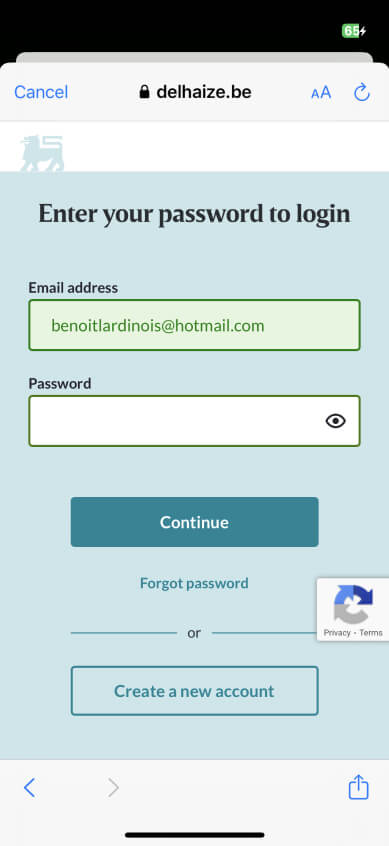 65
Cancel
delhaize.be
AA
Enter your password to login
Email address
benoitlardinois@hotmail.com
Password
Continue
Forgot password
Privacy - Terms
or
Create a new account